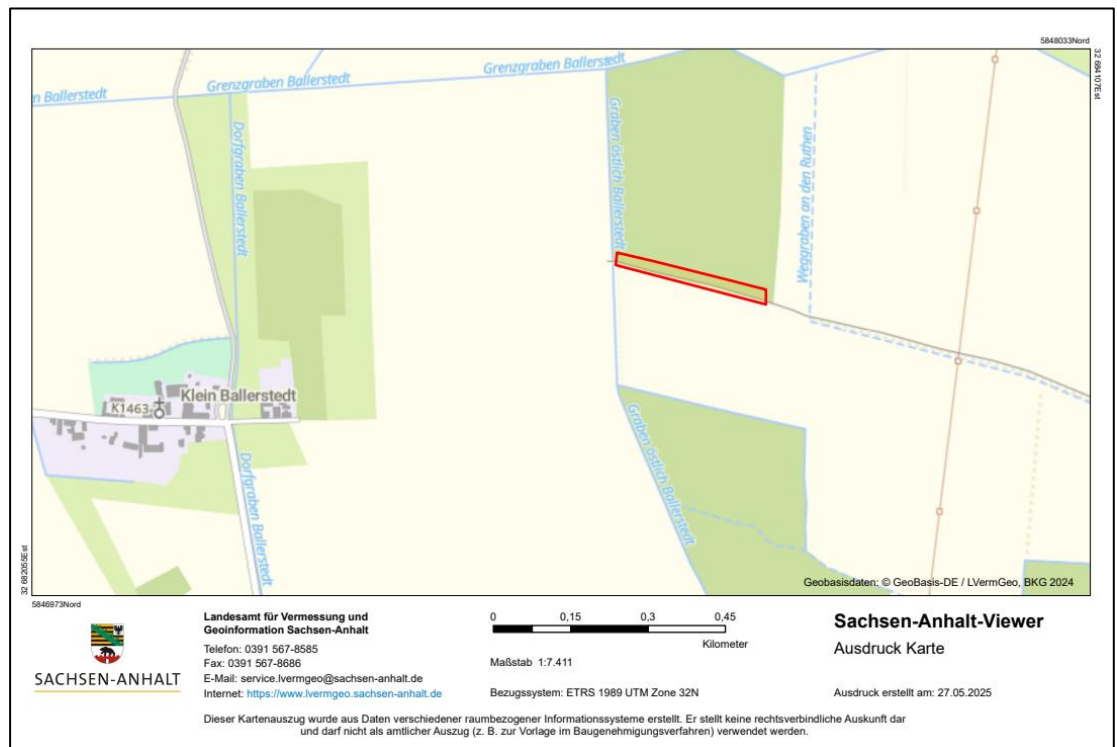 5848033Nord
32 684107Est
n Ballerstedt
Grenzgraben Ballerstedt
Grenzgraben Ballerstedt
Dorfgraben Ballerstedt
Graben östlich Ballerstedt
Weggraben an den Ruthen
Klein Ballerstedt
K1463
Dorfgraben Ballerstedt
Graben östlich Ballerstedt
32 682055Est
5846973Nord
Geobasisdaten: © GeoBasis-DE / LVermGeo, BKG 2024
SACHSEN-ANHALT
Landesamt für Vermessung und
Geoinformation Sachsen-Anhalt
Telefon: 0391 567-8585
Fax: 0391 567-8686
E-Mail: service.lvermgeo@sachsen-anhalt.de
Internet: https://www.lvermgeo.sachsen-anhalt.de
0 0,15 0,3 0,45
Kilometer
Maßstab 1:7.411
Bezugssystem: ETRS 1989 UTM Zone 32N
Sachsen-Anhalt-Viewer
Ausdruck Karte
Ausdruck erstellt am: 27.05.2025
Dieser Kartenauszug wurde aus Daten verschiedener raumbezogener Informationssysteme erstellt. Er stellt keine rechtsverbindliche Auskunft dar
und darf nicht als amtlicher Auszug (z. B. zur Vorlage im Baugenehmigungsverfahren) verwendet werden.